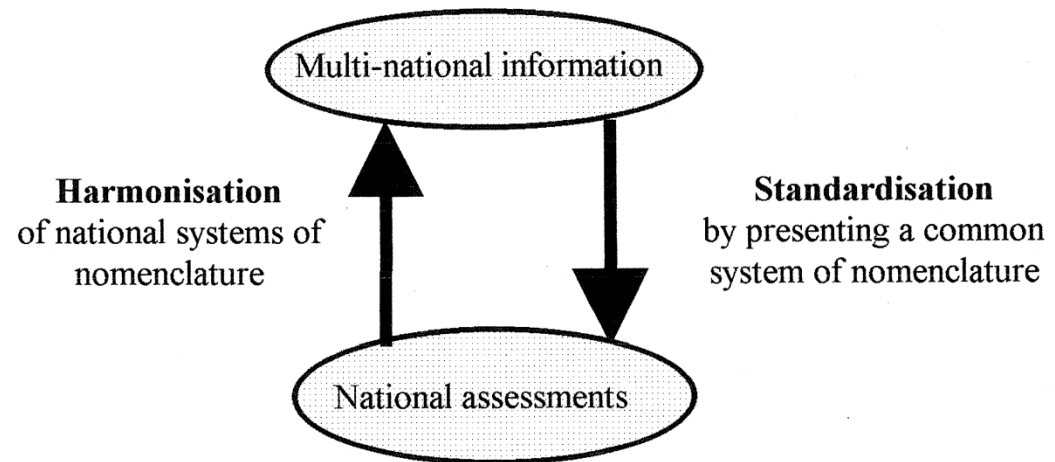 Multi-national information
Harmonisation
of national systems of
nomenclature
Standardisation
by presenting a common
system of nomenclature
National assessments